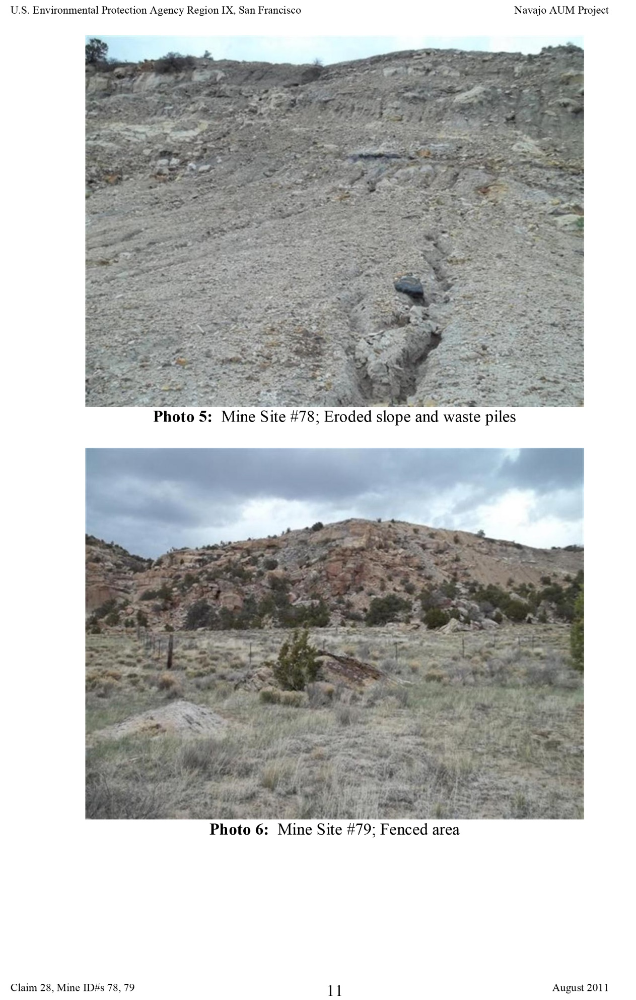 U.S. Environmental Protection Agency Region IX, San Francisco Navajo AUM Project
Photo 5: Mine Site #78; Eroded slope and waste piles
Photo 6: Mine Site #79; Fenced area
Claim 28, Mine ID#s 78, 79 11 August 2011